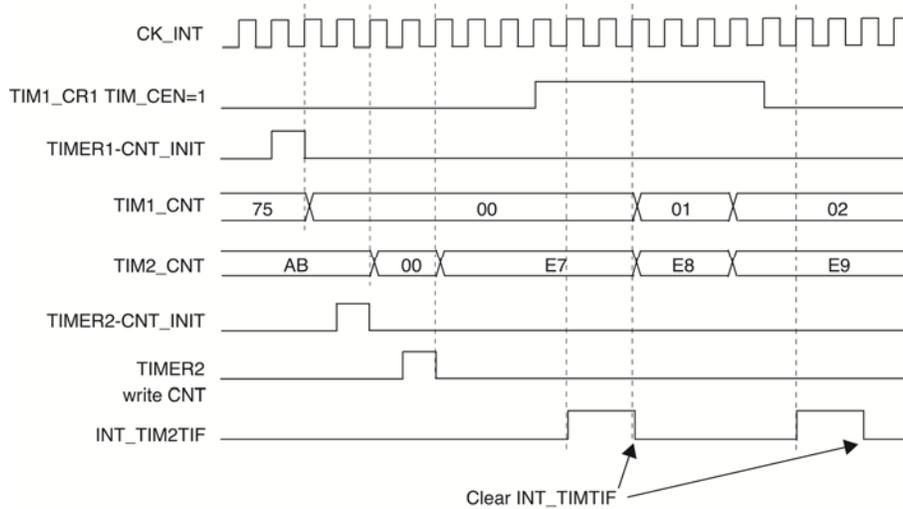 CK_INT
TIM1_CR1 TIM_CEN=1
TIMER1-CNT_INIT
TIM1_CNT 75 00 01 02
TIM2_CNT AB 00 E7 E8 E9
TIMER2-CNT_INIT
TIMER2
write CNT
INT_TIM2TIF
Clear INT_TIMTIF